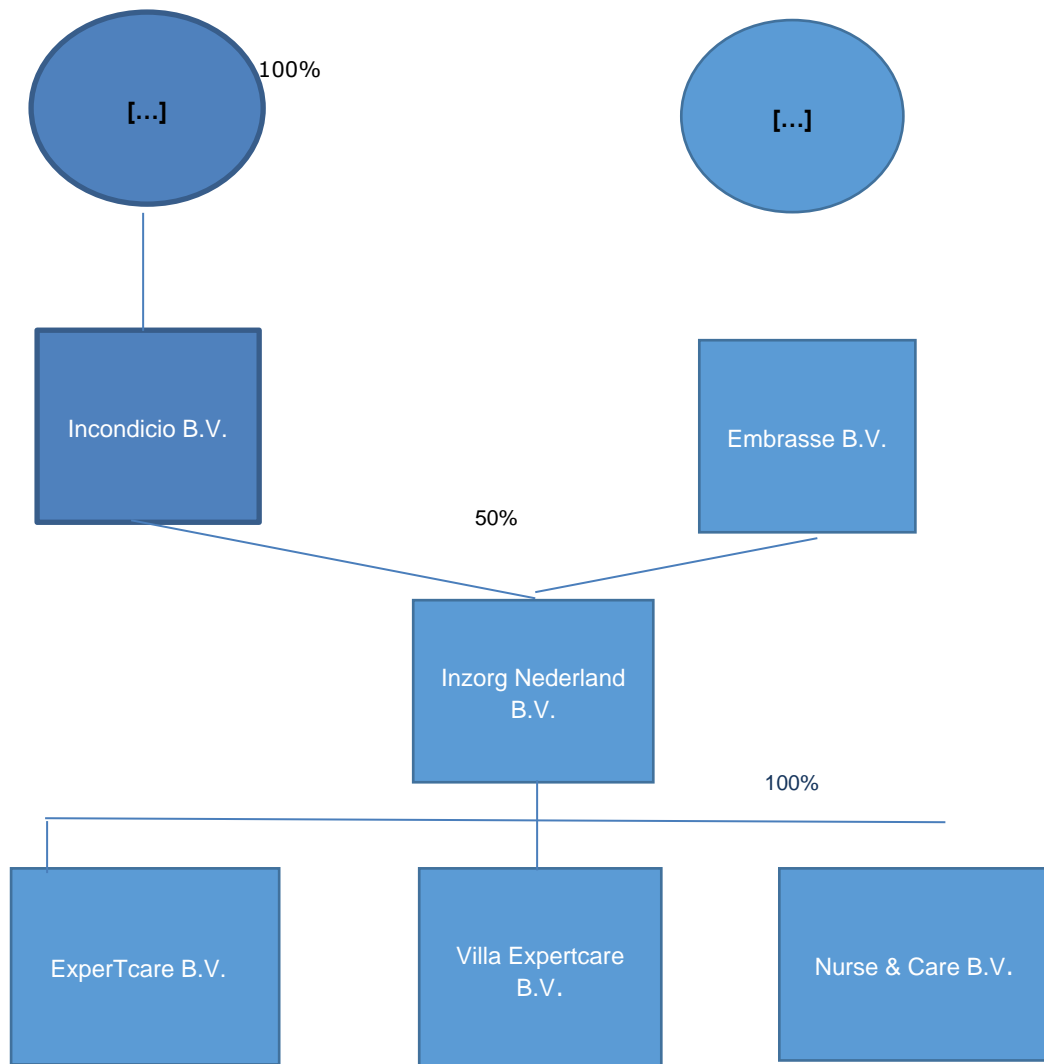 100%
[...]
[...]
Incondicio B.V.
Embrasse B.V.
50%
Inzorg Nederland
B.V.
100%
ExperTcare B.V.
Villa Expertcare
B.V.
Nurse & Care B.V.